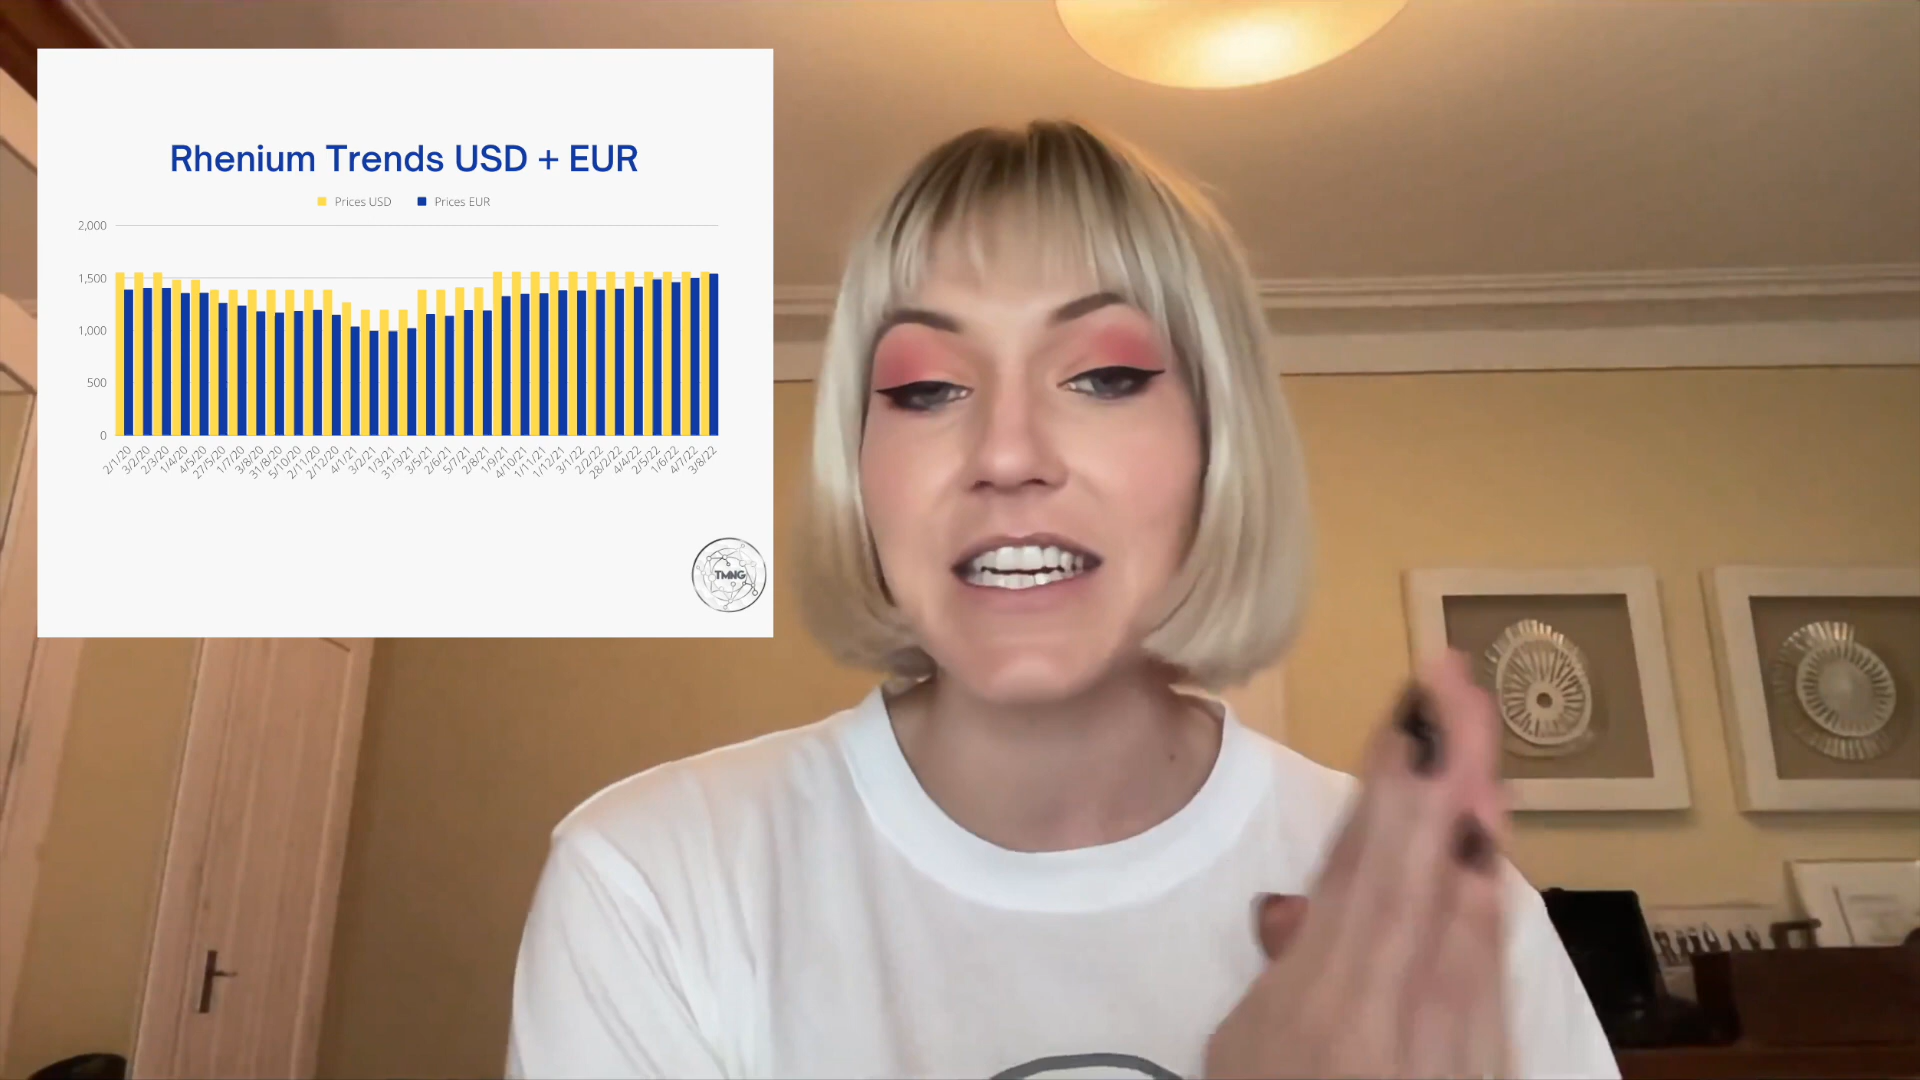 Rhenium Trends USD + EUR
Prices USD Prices EUR
2,000
1,500
1,000
500
0
2/1/20 3/2/20 2/3/20 1/4/20 4/5/20 27/5/20 1/7/20 3/8/20 31/8/20 5/10/20 2/11/20 2/12/20 4/1/21 3/2/21 1/3/21 31/3/21 3/5/21 2/6/21 5/7/21 2/8/21 1/9/21 4/10/21 1/11/21 1/12/21 3/1/22 2/2/22 28/2/22 4/4/22 2/5/22 1/6/22 4/7/22 3/8/22
TMNG